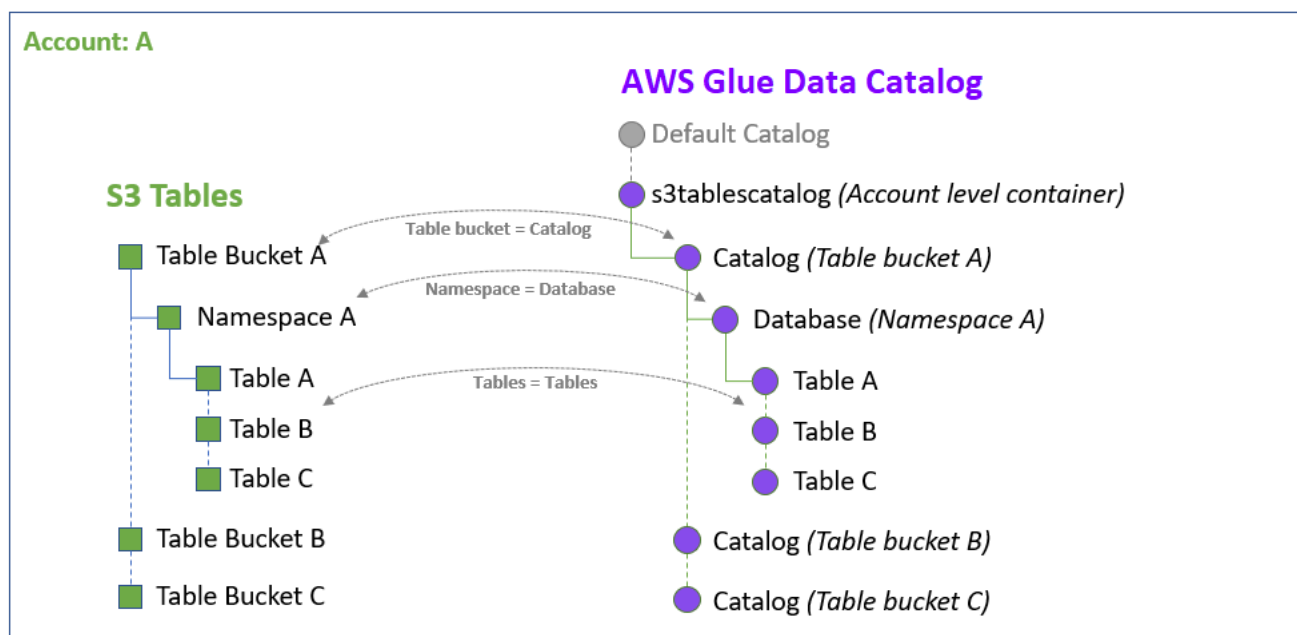 Account: A
AWS Glue Data Catalog
Default Catalog
S3 Tables
s3tablescatalog (Account level container)
Table bucket = Catalog
Table Bucket A
Catalog (Table bucket A)
Namespace = Database
Namespace A
Database (Namespace A)
Table A
Tables = Tables
Table A
Table B
Table B
Table C
Table C
Table Bucket B
Catalog (Table bucket B)
Table Bucket C
Catalog (Table bucket C)